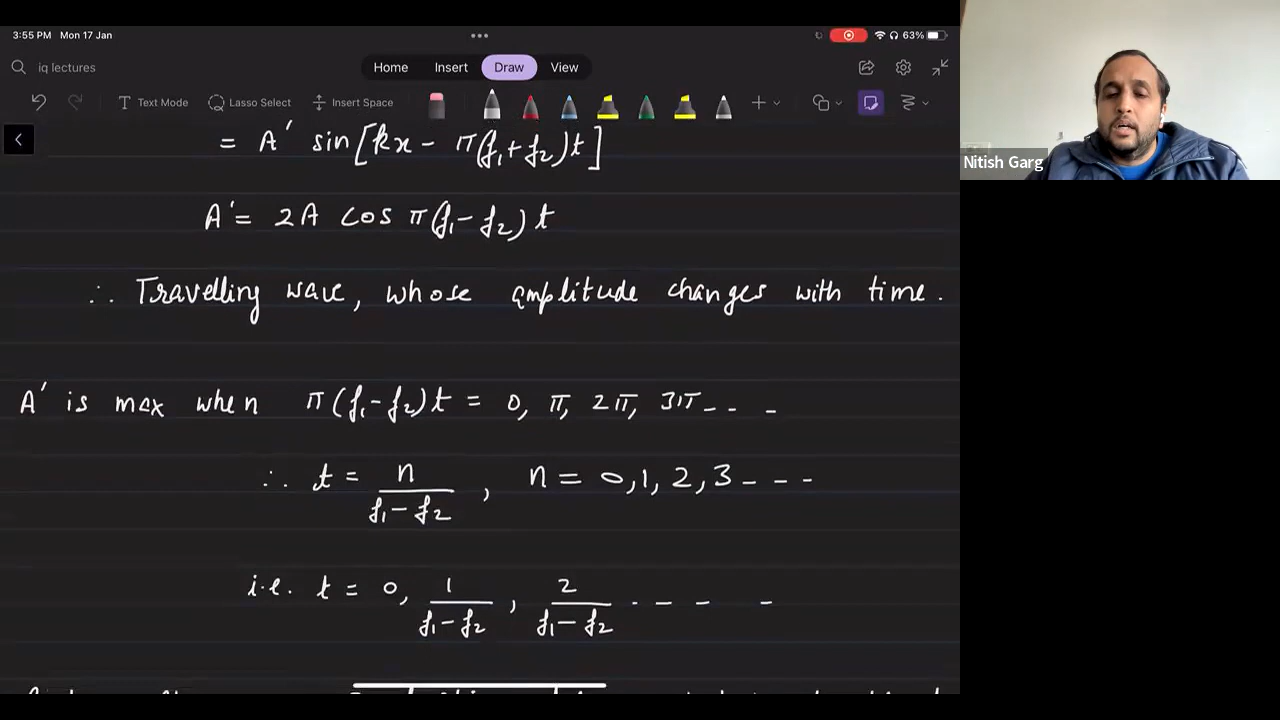 3:55 PM Mon 17 Jan
63%
iq lectures
Home Insert Draw View
Text Mode Lasso Select Insert Space
= A′ sin[kx - π(f₁+f₂)t]
A′= 2A cos π(f₁-f₂)t
∴ Travelling wave, whose amplitude changes with time.
A′ is max when π(f₁-f₂)t = 0, π, 2π, 3π-- -
∴ t = n/(f₁-f₂), n = 0,1,2,3---
i.e. t = 0, 1/(f₁-f₂), 2/(f₁-f₂) ---- -
Nitish Garg